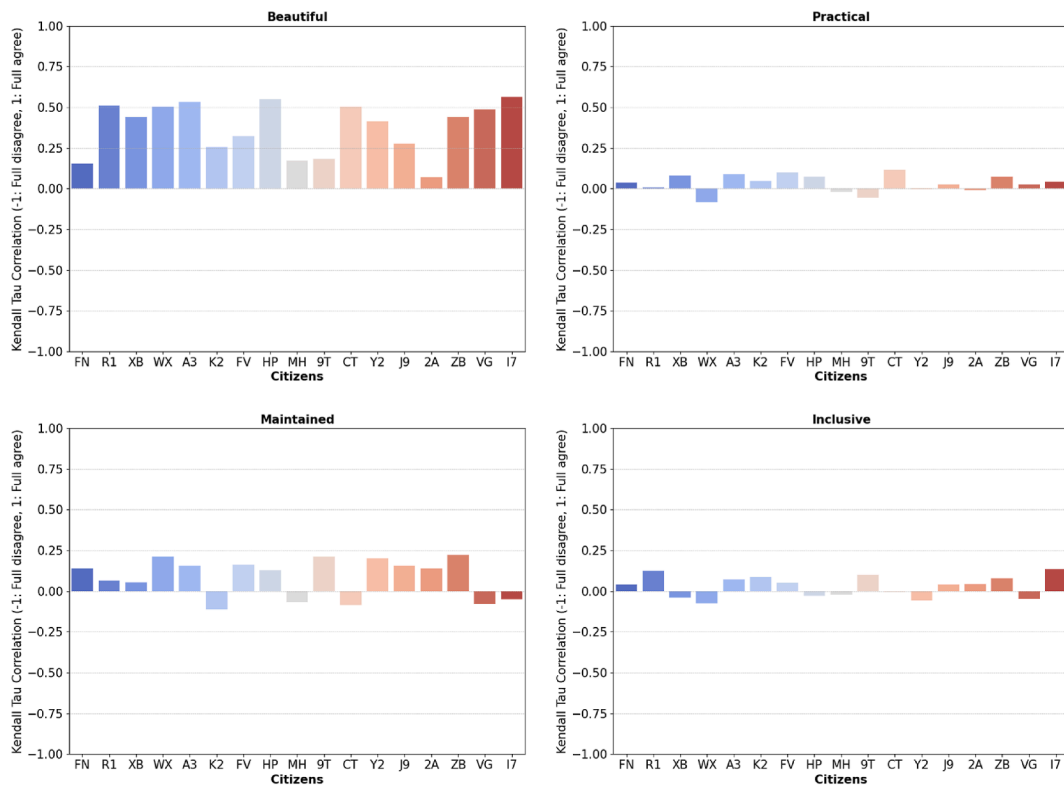 Beautiful
Kendall Tau Correlation (-1: Full disagree, 1: Full agree)
1.00
0.75
0.50
0.25
0.00
−0.25
−0.50
−0.75
−1.00
FN R1 XB WX A3 K2 FV HP MH 9T CT Y2 J9 2A ZB VG I7
Citizens
Practical
Kendall Tau Correlation (-1: Full disagree, 1: Full agree)
1.00
0.75
0.50
0.25
0.00
−0.25
−0.50
−0.75
−1.00
FN R1 XB WX A3 K2 FV HP MH 9T CT Y2 J9 2A ZB VG I7
Citizens
Maintained
Kendall Tau Correlation (-1: Full disagree, 1: Full agree)
1.00
0.75
0.50
0.25
0.00
−0.25
−0.50
−0.75
−1.00
FN R1 XB WX A3 K2 FV HP MH 9T CT Y2 J9 2A ZB VG I7
Citizens
Inclusive
Kendall Tau Correlation (-1: Full disagree, 1: Full agree)
1.00
0.75
0.50
0.25
0.00
−0.25
−0.50
−0.75
−1.00
FN R1 XB WX A3 K2 FV HP MH 9T CT Y2 J9 2A ZB VG I7
Citizens